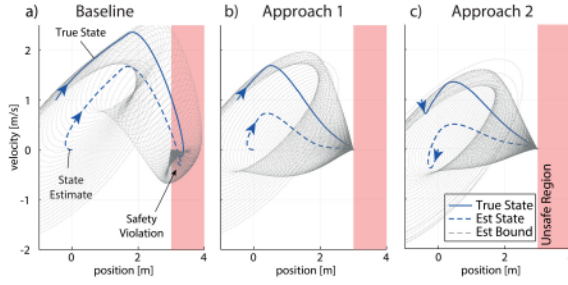 a) Baseline
b) Approach 1
c) Approach 2
True State
velocity [m/s]
2
1
0
-1
-2
State
Estimate
Safety
Violation
0 2 4
position [m]
0 2 4
position [m]
0 2 4
position [m]
True State
Est State
Est Bound
Unsafe Region